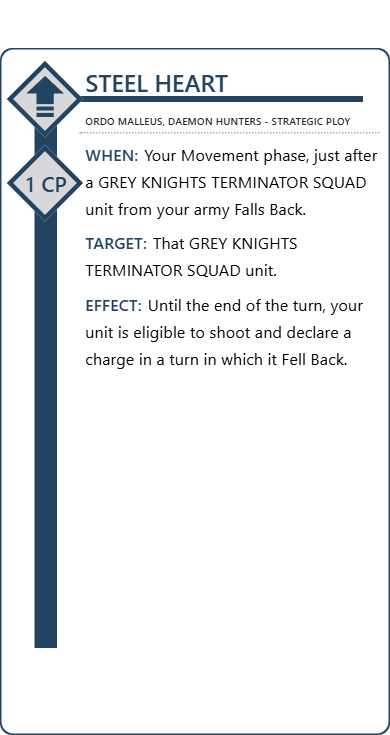 STEEL HEART
ORDO MALLEUS, DAEMON HUNTERS - STRATEGIC PLOY
WHEN: Your Movement phase, just after
1 CP
a GREY KNIGHTS TERMINATOR SQUAD
unit from your army Falls Back.
TARGET: That GREY KNIGHTS
TERMINATOR SQUAD unit.
EFFECT: Until the end of the turn, your
unit is eligible to shoot and declare a
charge in a turn in which it Fell Back.